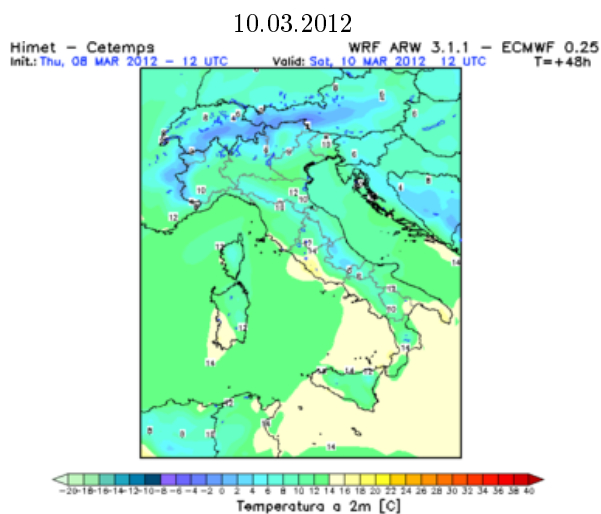 10.03.2012
Himet – Cetemps WRF ARW 3.1.1 – ECMWF 0.25
Init.: Thu, 08 MAR 2012 – 12 UTC Valid: Sat, 10 MAR 2012 12 UTC T=+48h
-20 -18 -16 -14 -12 -10 -8 -6 -4 -2 0 2 4 6 8 10 12 14 16 18 20 22 24 26 28 30 32 34 36 38 40
Temperatura a 2m [C]